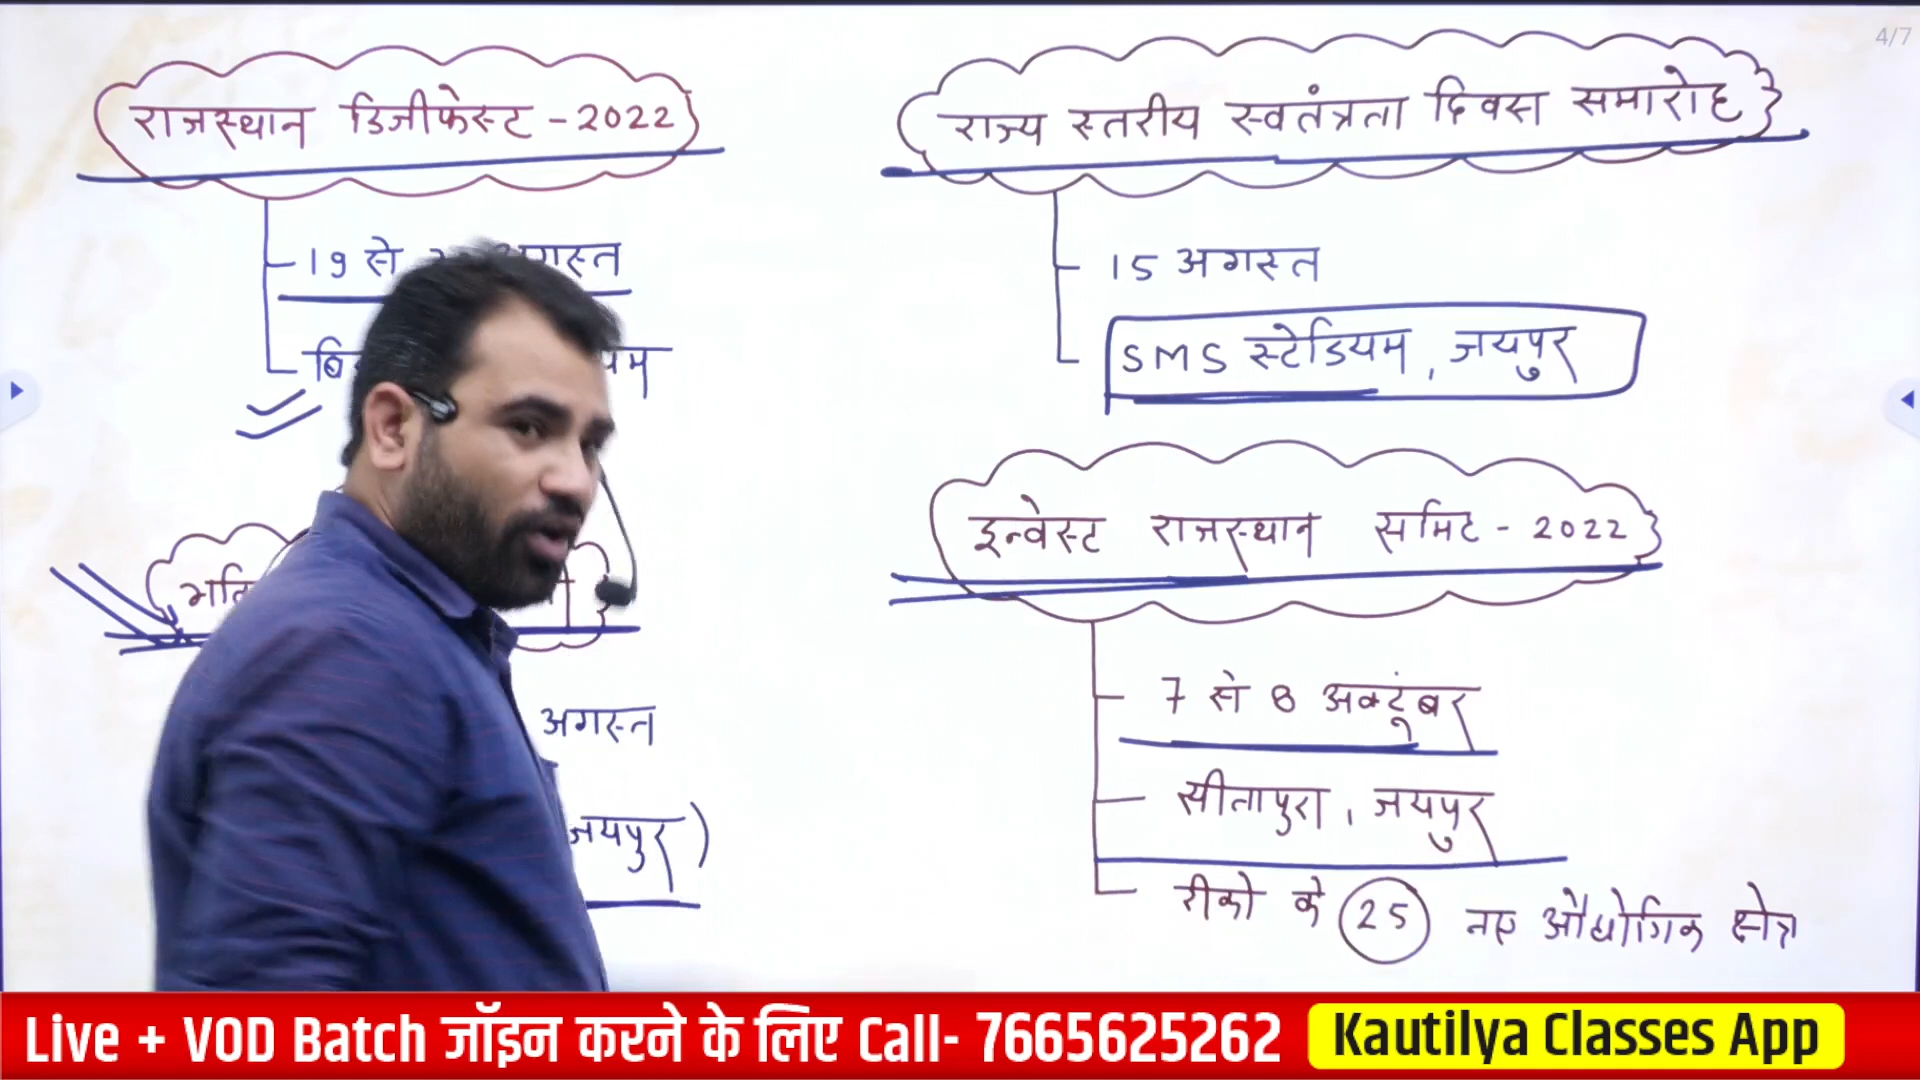 4/7
राजस्थान डिजीफेस्ट - 2022
19 से अगस्त
राज्य स्तरीय स्वतंत्रता दिवस समारोह
15 अगस्त
SMS स्टेडियम, जयपुर
अगस्त
जयपुर)
इन्वेस्ट राजस्थान समिट - 2022
7 से 8 अक्टूंबर
सीतापुरा, जयपुर
रीको के 25 नए औद्योगिक क्षेत्र
Live + VOD Batch जॉइन करने के लिए Call- 7665625262
Kautilya Classes App